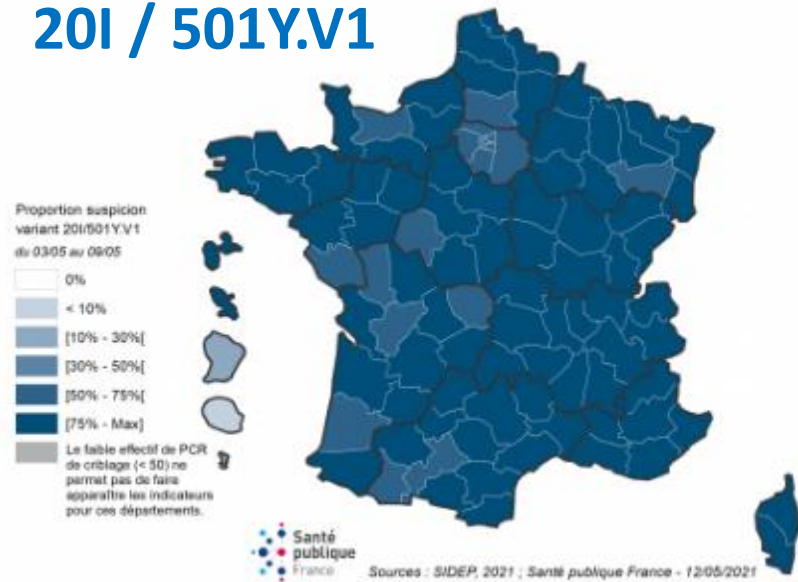 20I / 501Y.V1
Proportion suspicion
variant 20I/501Y.V1
du 03/05 au 09/05
0%
< 10%
[10% - 30%[
[30% - 50%[
[50% - 75%[
[75% - Max]
Le faible effectif de PCR
de criblage (< 50) ne
permet pas de faire
apparaître les indicateurs
pour ces départements.
Santé
publique
France
Sources : SIDEP, 2021 ; Santé publique France - 12/05/2021